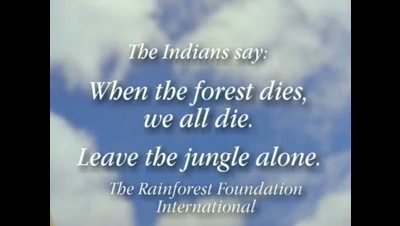 The Indians say:
When the forest dies,
we all die.
Leave the jungle alone.
The Rainforest Foundation
International